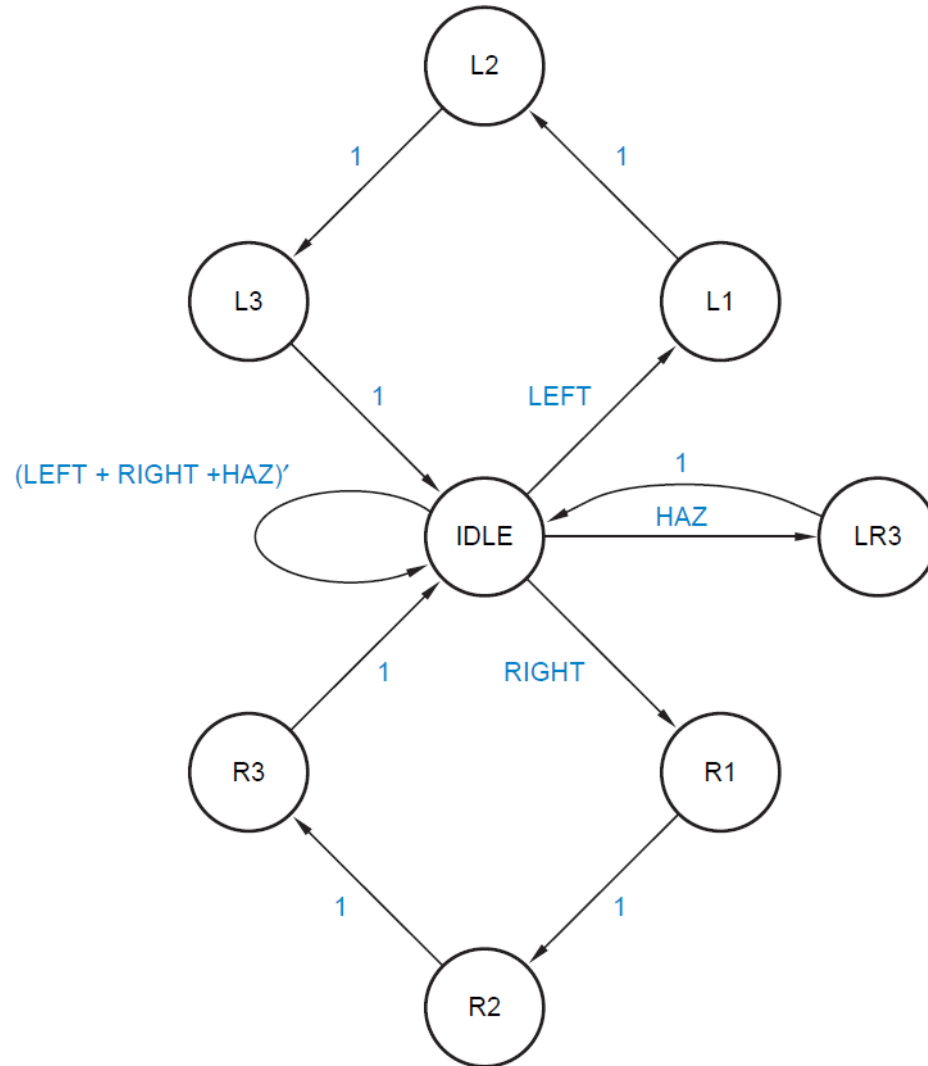 L2
1
1
L3
L1
1
LEFT
(LEFT + RIGHT +HAZ)′
1
HAZ
IDLE
LR3
1
RIGHT
R3
R1
1
1
R2